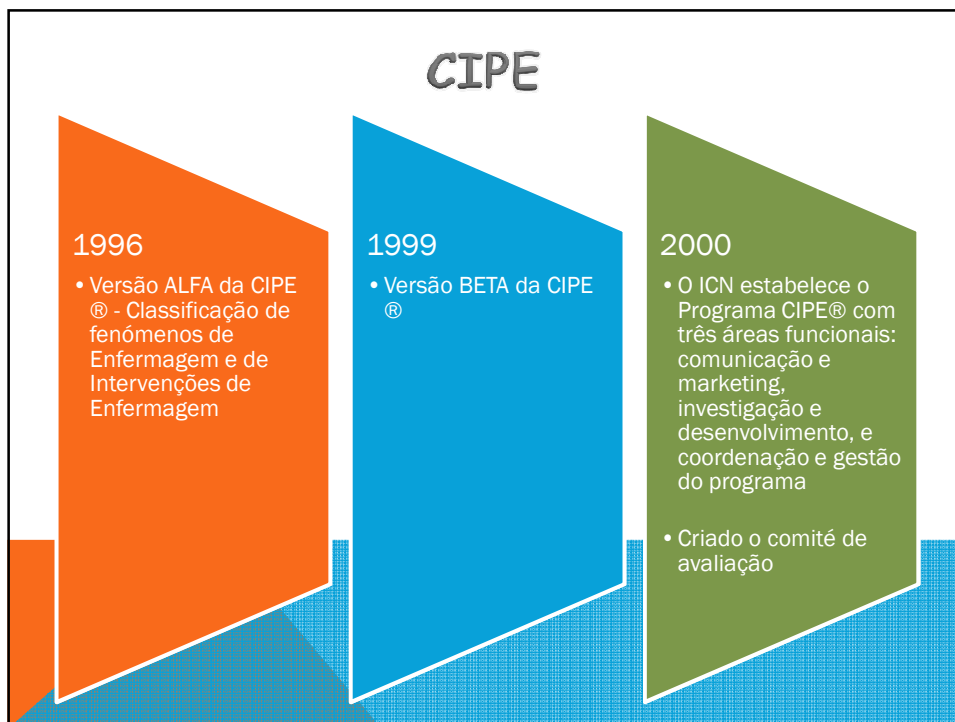 CIPE
1996
• Versão ALFA da CIPE
® - Classificação de
fenómenos de
Enfermagem e de
Intervenções de
Enfermagem
1999
• Versão BETA da CIPE
®
2000
• O ICN estabelece o
Programa CIPE® com
três áreas funcionais:
comunicação e
marketing,
investigação e
desenvolvimento, e
coordenação e gestão
do programa
• Criado o comité de
avaliação